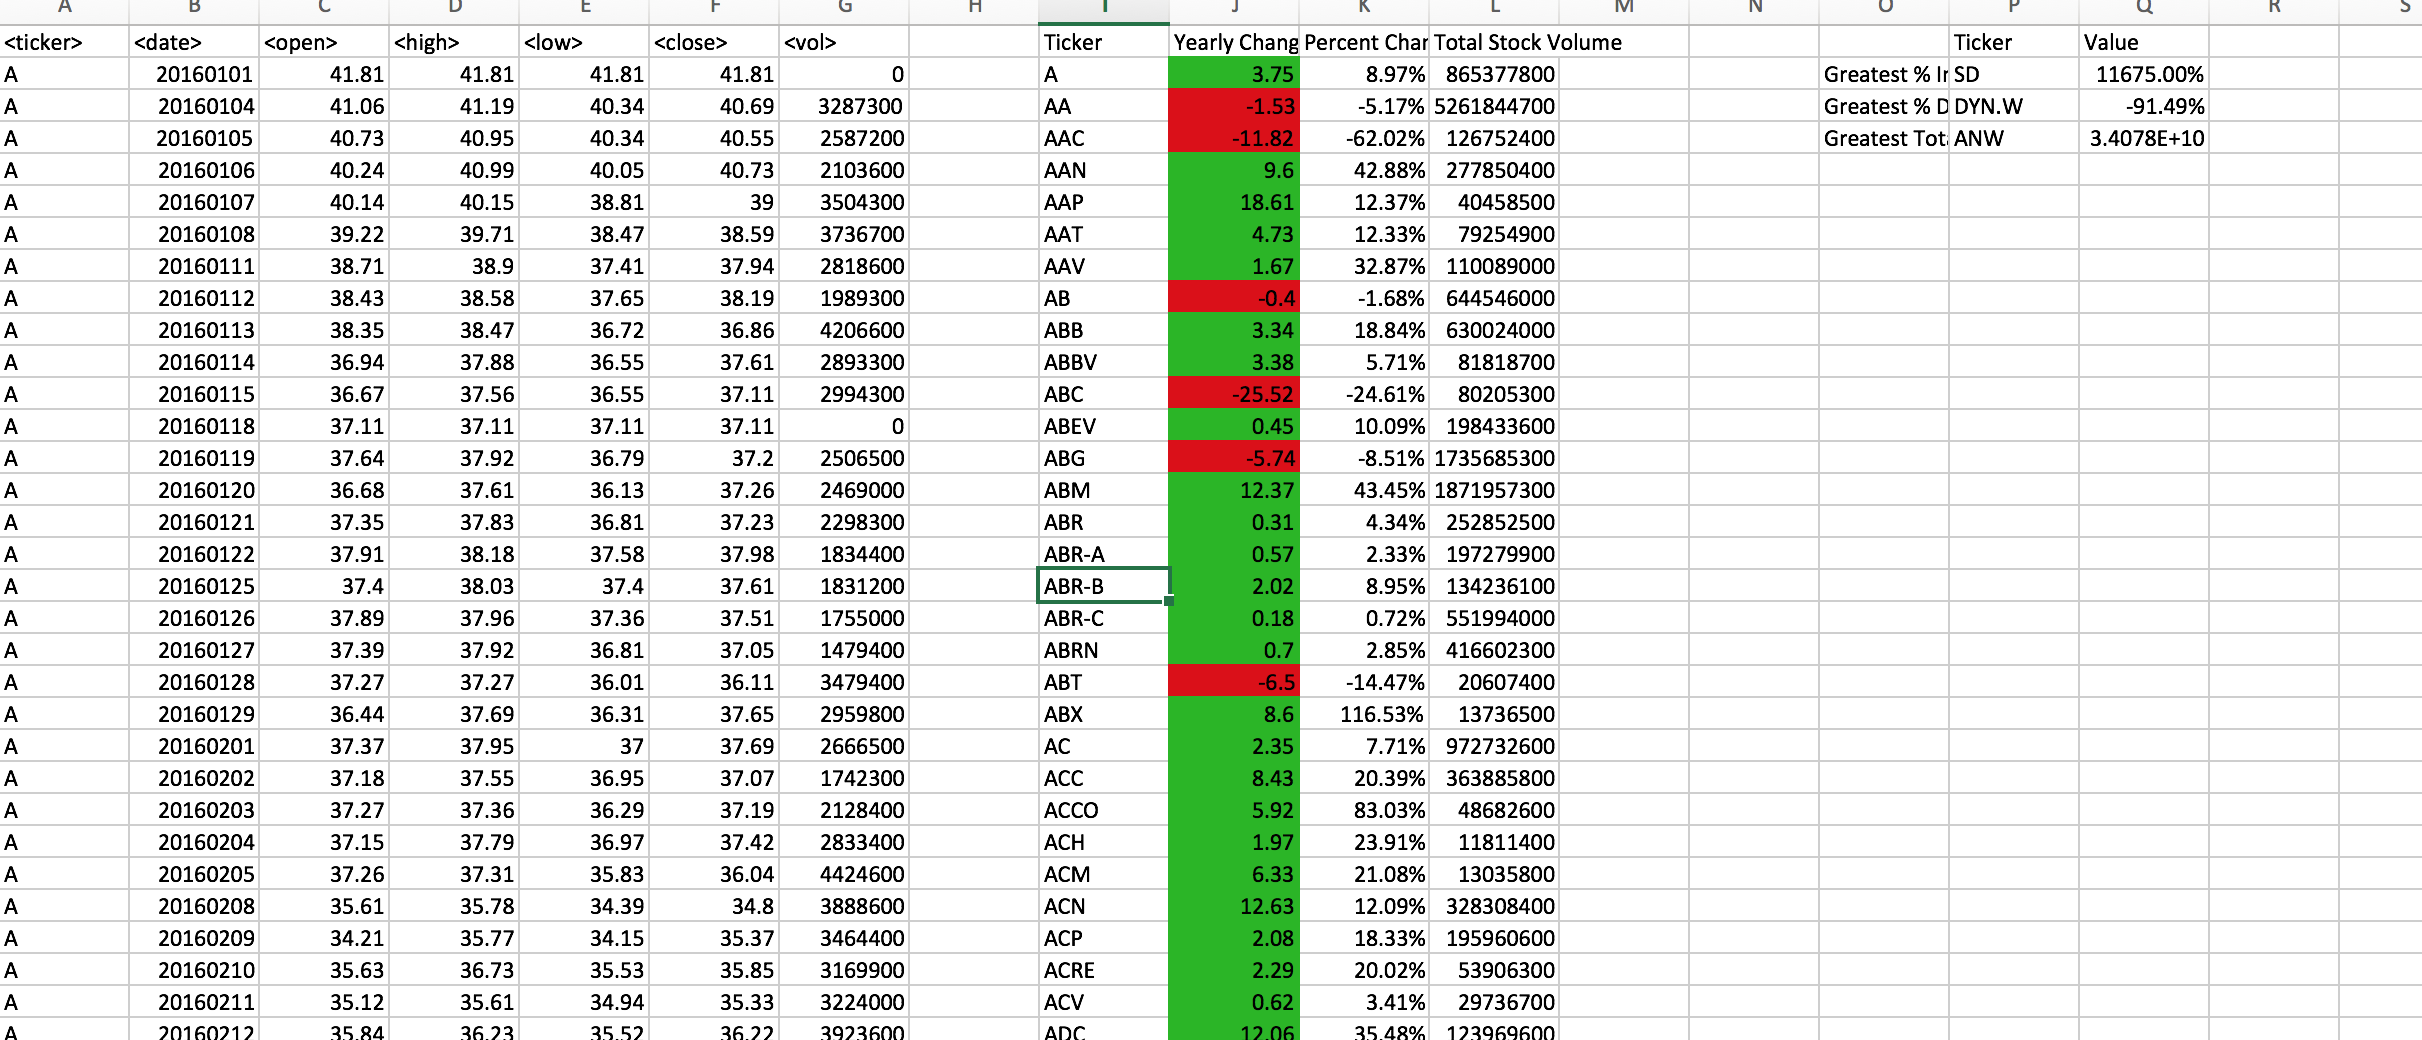 A B C D E F G H I J K L M N O P Q R S
<ticker> <date> <open> <high> <low> <close> <vol> Ticker Yearly Chang Percent Char Total Stock Volume Ticker Value
A 20160101 41.81 41.81 41.81 41.81 0 A 3.75 8.97% 865377800 Greatest % Ir SD 11675.00%
A 20160104 41.06 41.19 40.34 40.69 3287300 AA -1.53 -5.17% 5261844700 Greatest % D DYN.W -91.49%
A 20160105 40.73 40.95 40.34 40.55 2587200 AAC -11.82 -62.02% 126752400 Greatest Tota ANW 3.4078E+10
A 20160106 40.24 40.99 40.05 40.73 2103600 AAN 9.6 42.88% 277850400
A 20160107 40.14 40.15 38.81 39 3504300 AAP 18.61 12.37% 40458500
A 20160108 39.22 39.71 38.47 38.59 3736700 AAT 4.73 12.33% 79254900
A 20160111 38.71 38.9 37.41 37.94 2818600 AAV 1.67 32.87% 110089000
A 20160112 38.43 38.58 37.65 38.19 1989300 AB -0.4 -1.68% 644546000
A 20160113 38.35 38.47 36.72 36.86 4206600 ABB 3.34 18.84% 630024000
A 20160114 36.94 37.88 36.55 37.61 2893300 ABBV 3.38 5.71% 81818700
A 20160115 36.67 37.56 36.55 37.11 2994300 ABC -25.52 -24.61% 80205300
A 20160118 37.11 37.11 37.11 37.11 0 ABEV 0.45 10.09% 198433600
A 20160119 37.64 37.92 36.79 37.2 2506500 ABG -5.74 -8.51% 1735685300
A 20160120 36.68 37.61 36.13 37.26 2469000 ABM 12.37 43.45% 1871957300
A 20160121 37.35 37.83 36.81 37.23 2298300 ABR 0.31 4.34% 252852500
A 20160122 37.91 38.18 37.58 37.98 1834400 ABR-A 0.57 2.33% 197279900
A 20160125 37.4 38.03 37.4 37.61 1831200 ABR-B 2.02 8.95% 134236100
A 20160126 37.89 37.96 37.36 37.51 1755000 ABR-C 0.18 0.72% 551994000
A 20160127 37.39 37.92 36.81 37.05 1479400 ABRN 0.7 2.85% 416602300
A 20160128 37.27 37.27 36.01 36.11 3479400 ABT -6.5 -14.47% 20607400
A 20160129 36.44 37.69 36.31 37.65 2959800 ABX 8.6 116.53% 13736500
A 20160201 37.37 37.95 37 37.69 2666500 AC 2.35 7.71% 972732600
A 20160202 37.18 37.55 36.95 37.07 1742300 ACC 8.43 20.39% 363885800
A 20160203 37.27 37.36 36.29 37.19 2128400 ACCO 5.92 83.03% 48682600
A 20160204 37.15 37.79 36.97 37.42 2833400 ACH 1.97 23.91% 11811400
A 20160205 37.26 37.31 35.83 36.04 4424600 ACM 6.33 21.08% 13035800
A 20160208 35.61 35.78 34.39 34.8 3888600 ACN 12.63 12.09% 328308400
A 20160209 34.21 35.77 34.15 35.37 3464400 ACP 2.08 18.33% 195960600
A 20160210 35.63 36.73 35.53 35.85 3169900 ACRE 2.29 20.02% 53906300
A 20160211 35.12 35.61 34.94 35.33 3224000 ACV 0.62 3.41% 29736700
A 20160212 35.84 36.23 35.52 36.22 3923600 ADC 12.06 35.48% 123969600